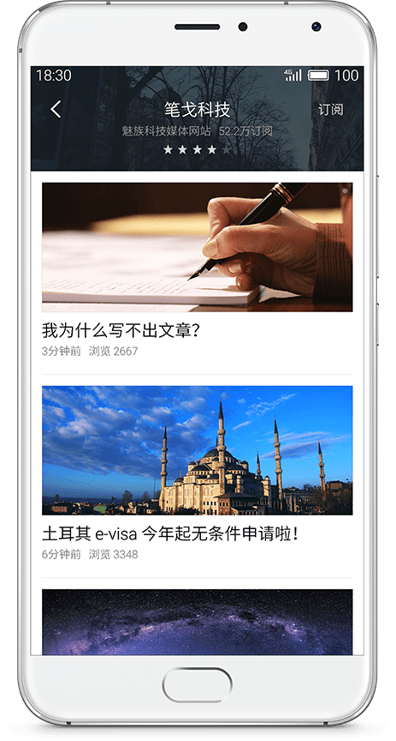 18:30 4G 100
笔戈科技 订阅
魅族科技媒体网站 52.2万订阅
我为什么写不出文章？
3分钟前 浏览 2667
土耳其 e-visa 今年起无条件申请啦！
6分钟前 浏览 3348